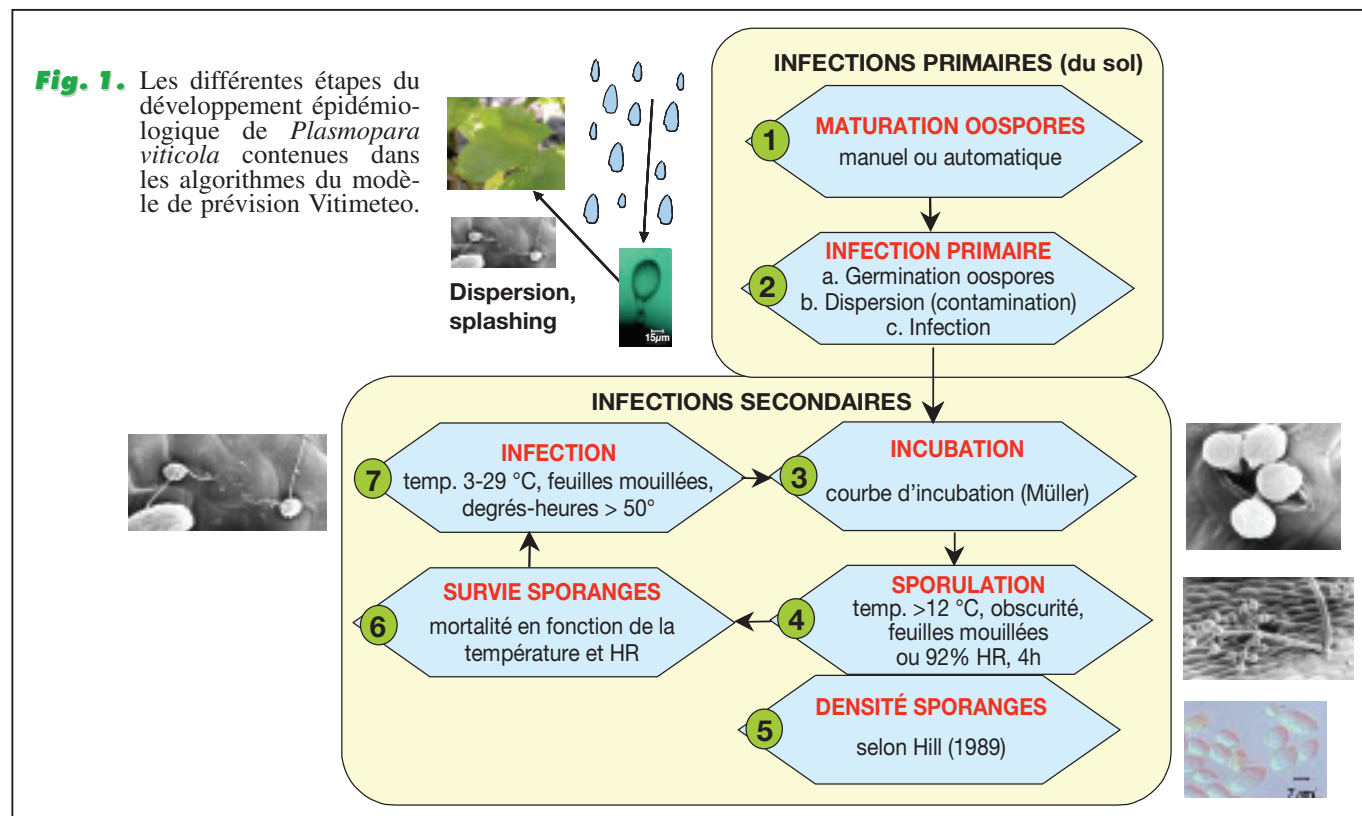 Fig. 1. Les différentes étapes du
développement épidémio-
logique de Plasmopara
viticola contenues dans
les algorithmes du modè-
le de prévision Vitimeteo.
Dispersion,
splashing
15µm
INFECTIONS PRIMAIRES (du sol)
1
MATURATION OOSPORES
manuel ou automatique
2
INFECTION PRIMAIRE
a. Germination oospores
b. Dispersion (contamination)
c. Infection
INFECTIONS SECONDAIRES
7
INFECTION
temp. 3-29 °C, feuilles mouillées,
degrés-heures > 50°
3
INCUBATION
courbe d'incubation (Müller)
4
SPORULATION
temp. >12 °C, obscurité,
feuilles mouillées
ou 92% HR, 4h
6
SURVIE SPORANGES
mortalité en fonction de la
température et HR
5
DENSITÉ SPORANGES
selon Hill (1989)